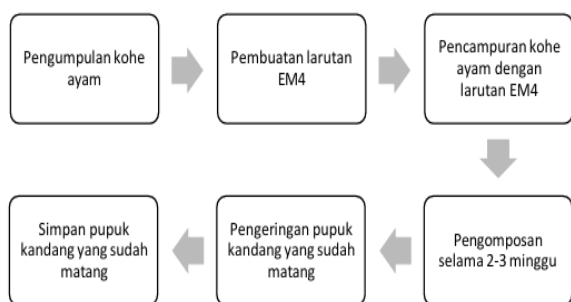 Pengumpulan kohe
ayam
Pembuatan larutan
EM4
Pencampuran kohe
ayam dengan
larutan EM4
Pengomposan
selama 2-3 minggu
Pengeringan pupuk
kandang yang sudah
matang
Simpan pupuk
kandang yang sudah
matang